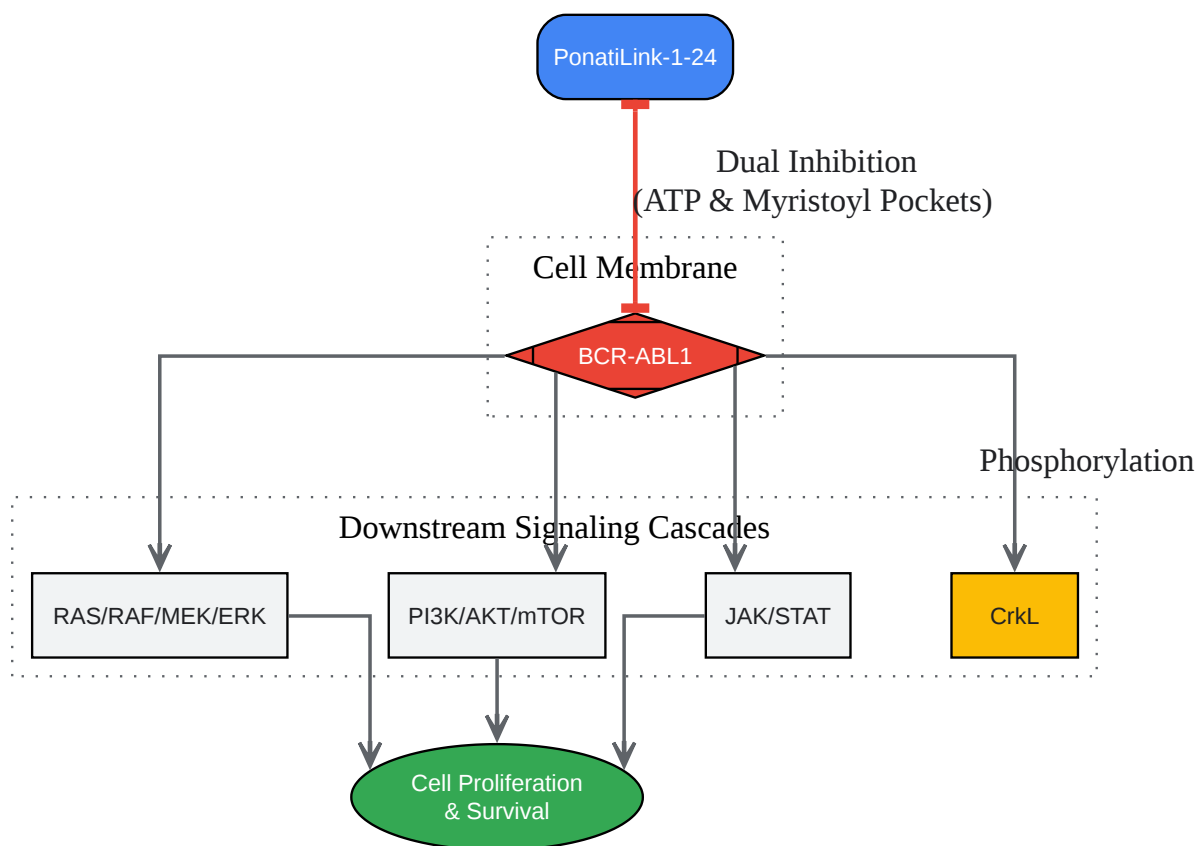 PonatiLink-1-24
Dual Inhibition
(ATP & Myristoyl Pockets)
Cell Membrane
BCR-ABL1
Phosphorylation
Downstream Signaling Cascades
RAS/RAF/MEK/ERK
PI3K/AKT/mTOR
JAK/STAT
CrkL
Cell Proliferation
& Survival